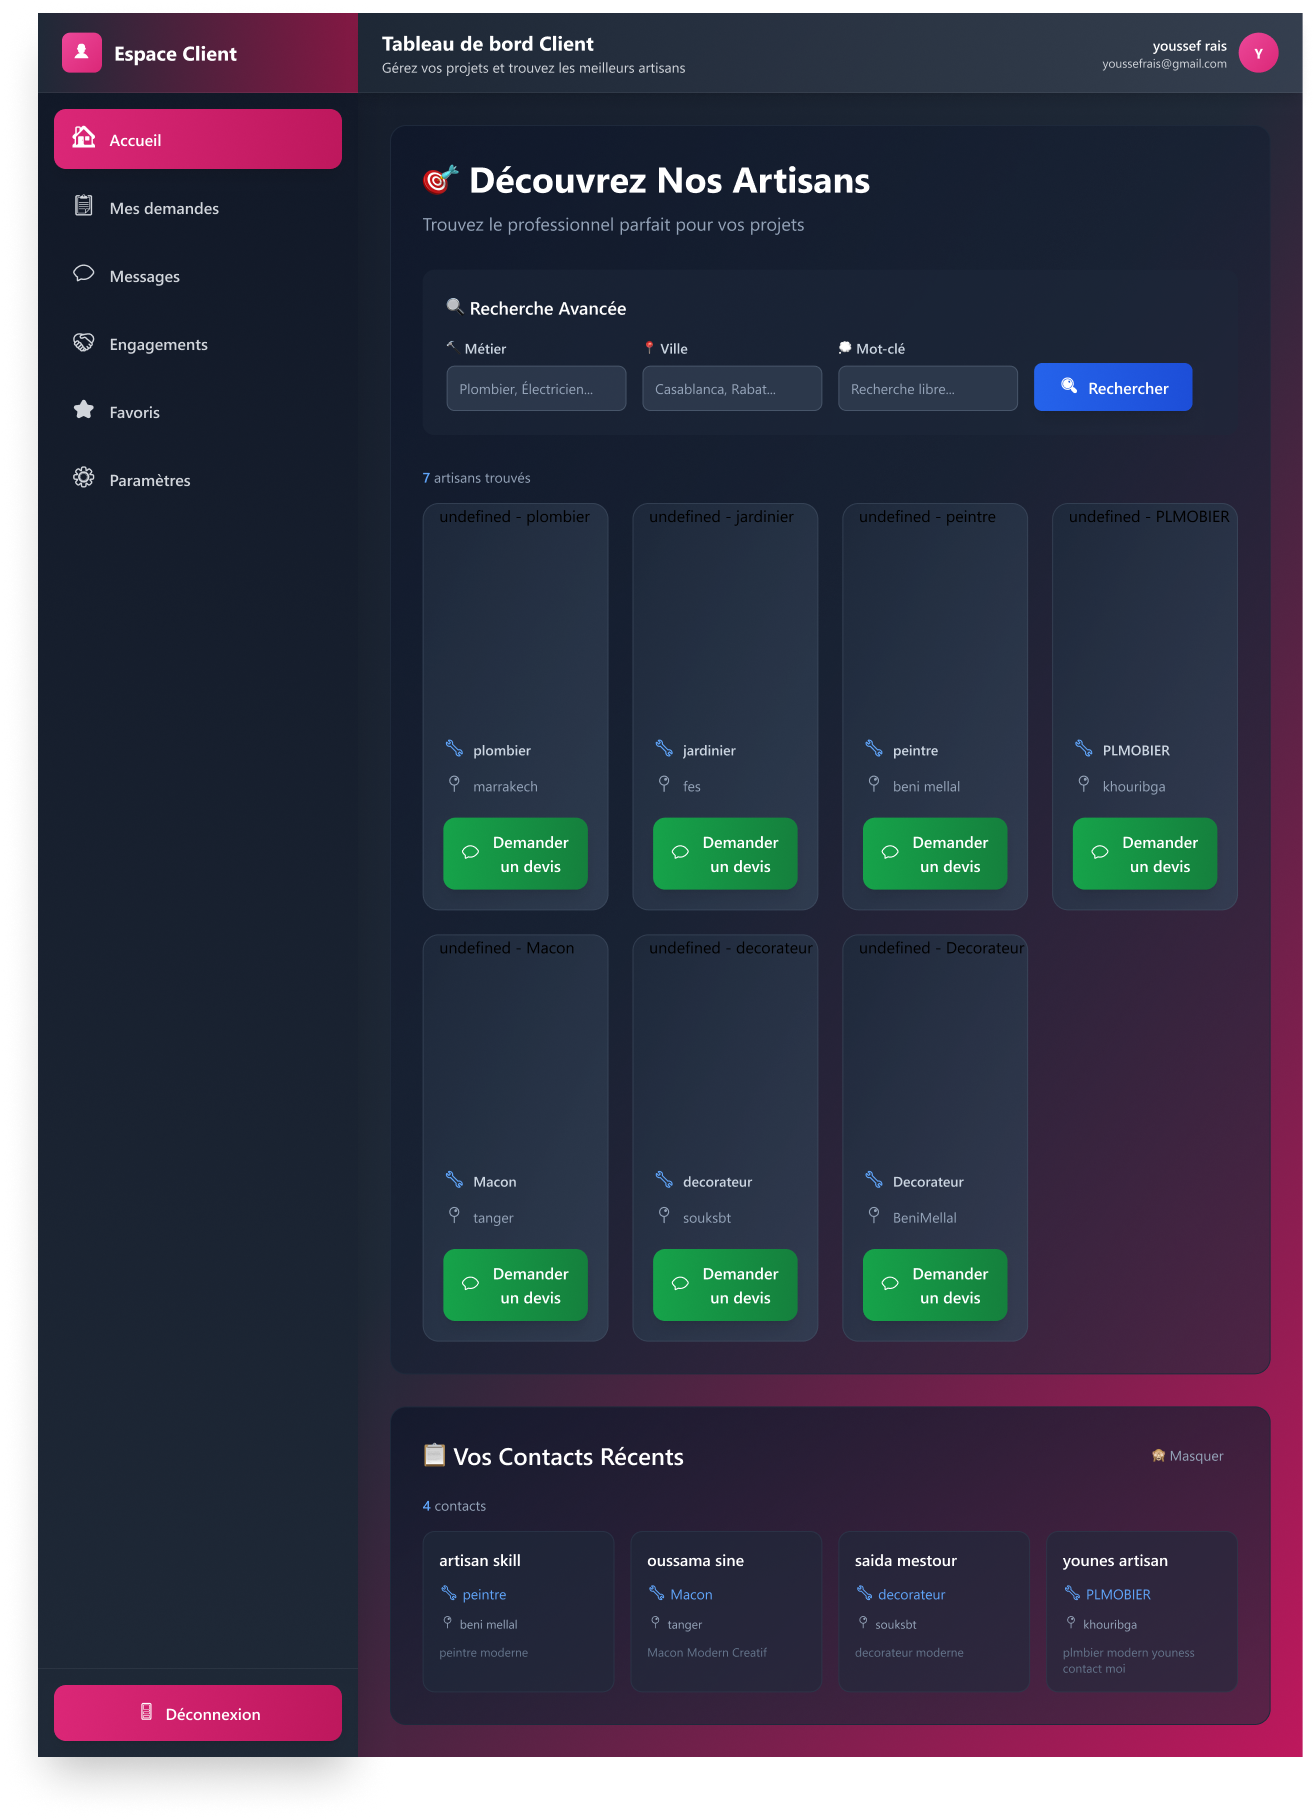 Espace Client
Tableau de bord Client
Gérez vos projets et trouvez les meilleurs artisans
youssef rais
youssefrais@gmail.com
Y
Accueil
Mes demandes
Messages
Engagements
Favoris
Paramètres
Déconnexion
Découvrez Nos Artisans
Trouvez le professionnel parfait pour vos projets
Recherche Avancée
Métier
Ville
Mot-clé
Plombier, Électricien...
Casablanca, Rabat...
Recherche libre...
Rechercher
7 artisans trouvés
undefined - plombier
plombier
marrakech
Demander
un devis
undefined - jardinier
jardinier
fes
Demander
un devis
undefined - peintre
peintre
beni mellal
Demander
un devis
undefined - PLMOBIER
PLMOBIER
khouribga
Demander
un devis
undefined - Macon
Macon
tanger
Demander
un devis
undefined - decorateur
decorateur
souksbt
Demander
un devis
undefined - Decorateur
Decorateur
BeniMellal
Demander
un devis
Vos Contacts Récents
Masquer
4 contacts
artisan skill
peintre
beni mellal
peintre moderne
oussama sine
Macon
tanger
Macon Modern Creatif
saida mestour
decorateur
souksbt
decorateur moderne
younes artisan
PLMOBIER
khouribga
plmbier modern youness
contact moi